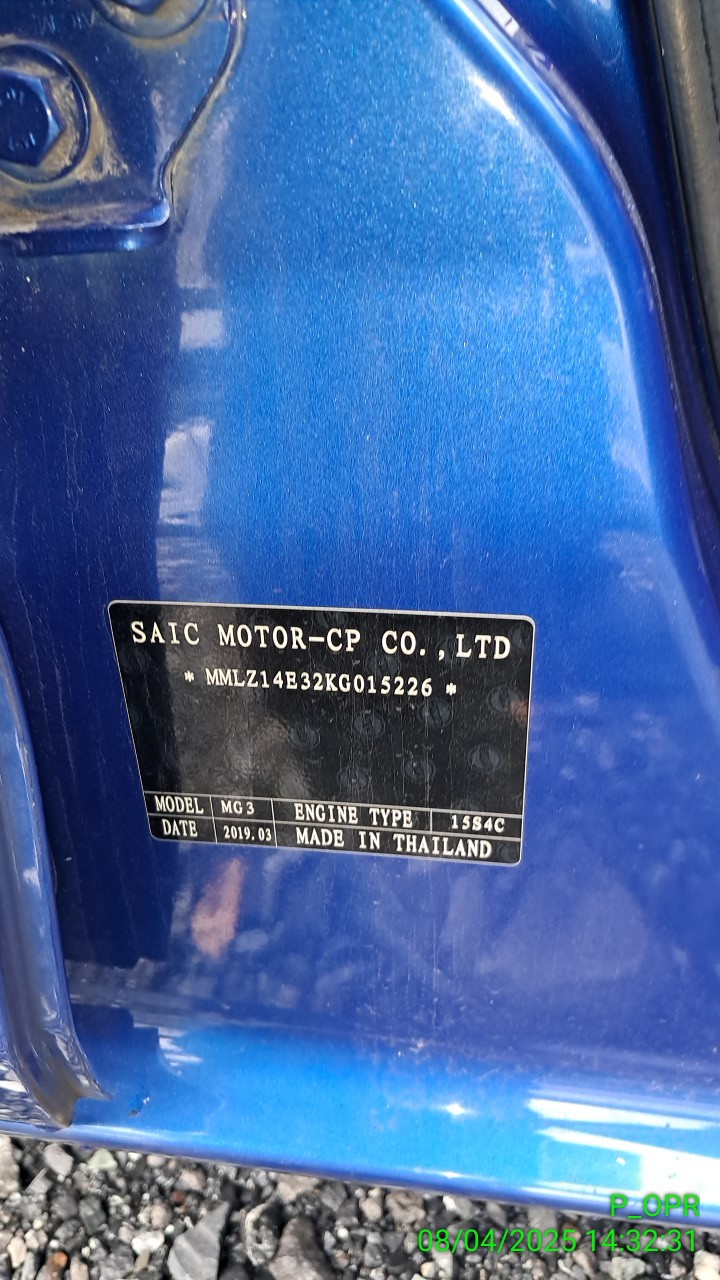 SAIC MOTOR-CP CO.,LTD
* MMLZ14E32KG015226 *
MODEL MG3 ENGINE TYPE 15S4C
DATE 2019.03 MADE IN THAILAND
P_OPR
08/04/2025 14:32:31